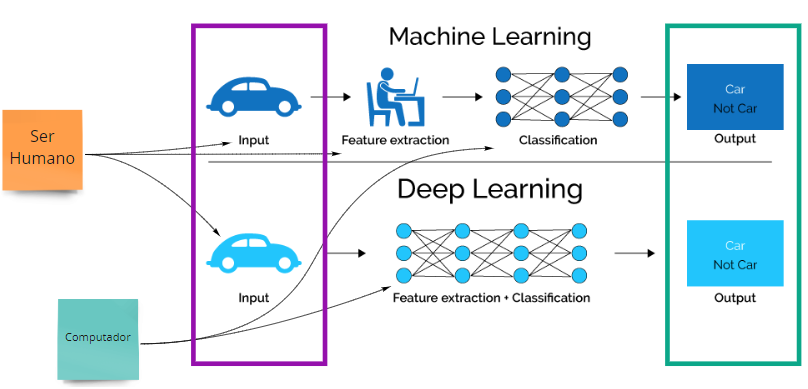 Machine Learning
Input
Feature extraction
Classification
Car
Not Car
Output
Ser
Humano
Deep Learning
Input
Feature extraction + Classification
Car
Not Car
Output
Computador